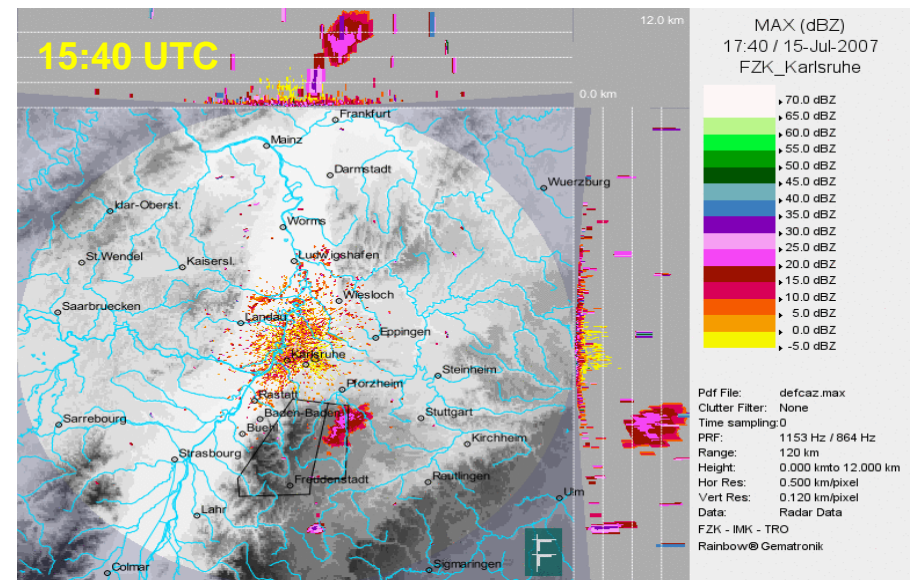 15:40 UTC
12.0 km
0.0 km
MAX (dBZ)
17:40 / 15-Jul-2007
FZK_Karlsruhe
70.0 dBZ
65.0 dBZ
60.0 dBZ
55.0 dBZ
50.0 dBZ
45.0 dBZ
40.0 dBZ
35.0 dBZ
30.0 dBZ
25.0 dBZ
20.0 dBZ
15.0 dBZ
10.0 dBZ
5.0 dBZ
0.0 dBZ
-5.0 dBZ
Frankfurt
Mainz
Darmstadt
Wuerzburg
Idar-Oberst.
Worms
St.Wendel
Kaisersl.
Ludwigshafen
Wiesloch
Saarbruecken
Landau
Eppingen
Karlsruhe
Steinheim
Pforzheim
Rastatt
Baden-Baden
Stuttgart
Sarrebourg
Buehl
Kirchheim
Strasbourg
Freudenstadt
Reutlingen
Ulm
Lahr
Colmar
Sigmaringen
F
Pdf File: defcaz.max
Clutter Filter: None
Time sampling:0
PRF: 1153 Hz / 864 Hz
Range: 120 km
Height: 0.000 kmto 12.000 km
Hor Res: 0.500 km/pixel
Vert Res: 0.120 km/pixel
Data: Radar Data
FZK - IMK - TRO
Rainbow® Gematronik